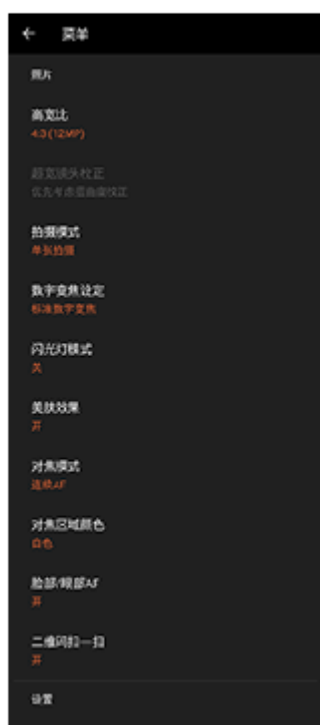 ← 菜单
照片
高宽比
4:3 (12MP)
超宽镜头校正
优先考虑歪曲度校正
拍摄模式
单张拍摄
数字变焦设定
标准数字变焦
闪光灯模式
关
美肤效果
开
对焦模式
连续AF
对焦区域颜色
白色
脸部/眼部AF
开
二维码扫一扫
开
设置